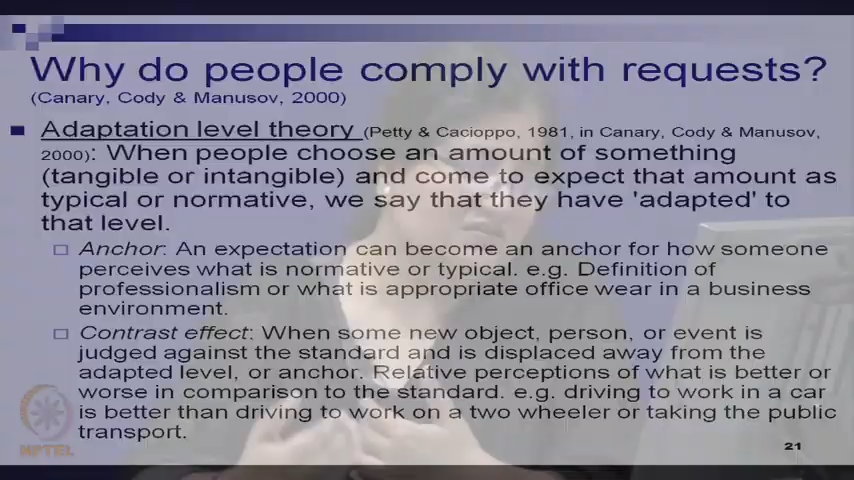 Why do people comply with requests?
(Canary, Cody & Manusov, 2000)
Adaptation level theory (Petty & Cacioppo, 1981, in Canary, Cody & Manusov,
2000): When people choose an amount of something
(tangible or intangible) and come to expect that amount as
typical or normative, we say that they have 'adapted' to
that level.
Anchor: An expectation can become an anchor for how someone
perceives what is normative or typical. e.g. Definition of
professionalism or what is appropriate office wear in a business
environment.
Contrast effect: When some new object, person, or event is
judged against the standard and is displaced away from the
adapted level, or anchor. Relative perceptions of what is better or
worse in comparison to the standard. e.g. driving to work in a car
is better than driving to work on a two wheeler or taking the public
transport.
NPTEL
21